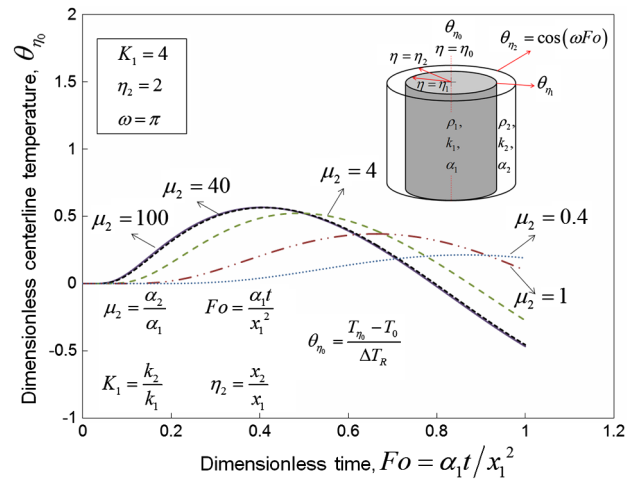 K₁ = 4
η₂ = 2
ω = π
θ_η₀
η = η₀
θ_η₂ = cos(ωFo)
η = η₂
η = η₁
θ_η₁
ρ₁,
k₁,
α₁
ρ₂,
k₂,
α₂
μ₂ = 100
μ₂ = 40
μ₂ = 4
μ₂ = 0.4
μ₂ = 1
μ₂ = α₂/α₁
Fo = α₁t/x₁²
θ_η₀ = (T_η₀ − T₀)/ΔT_R
K₁ = k₂/k₁
η₂ = x₂/x₁
2
1.5
1
0.5
0
-0.5
-1
0
0.2
0.4
0.6
0.8
1
1.2
Dimensionless centerline temperature, θ_η₀
Dimensionless time, Fo = α₁t/x₁²